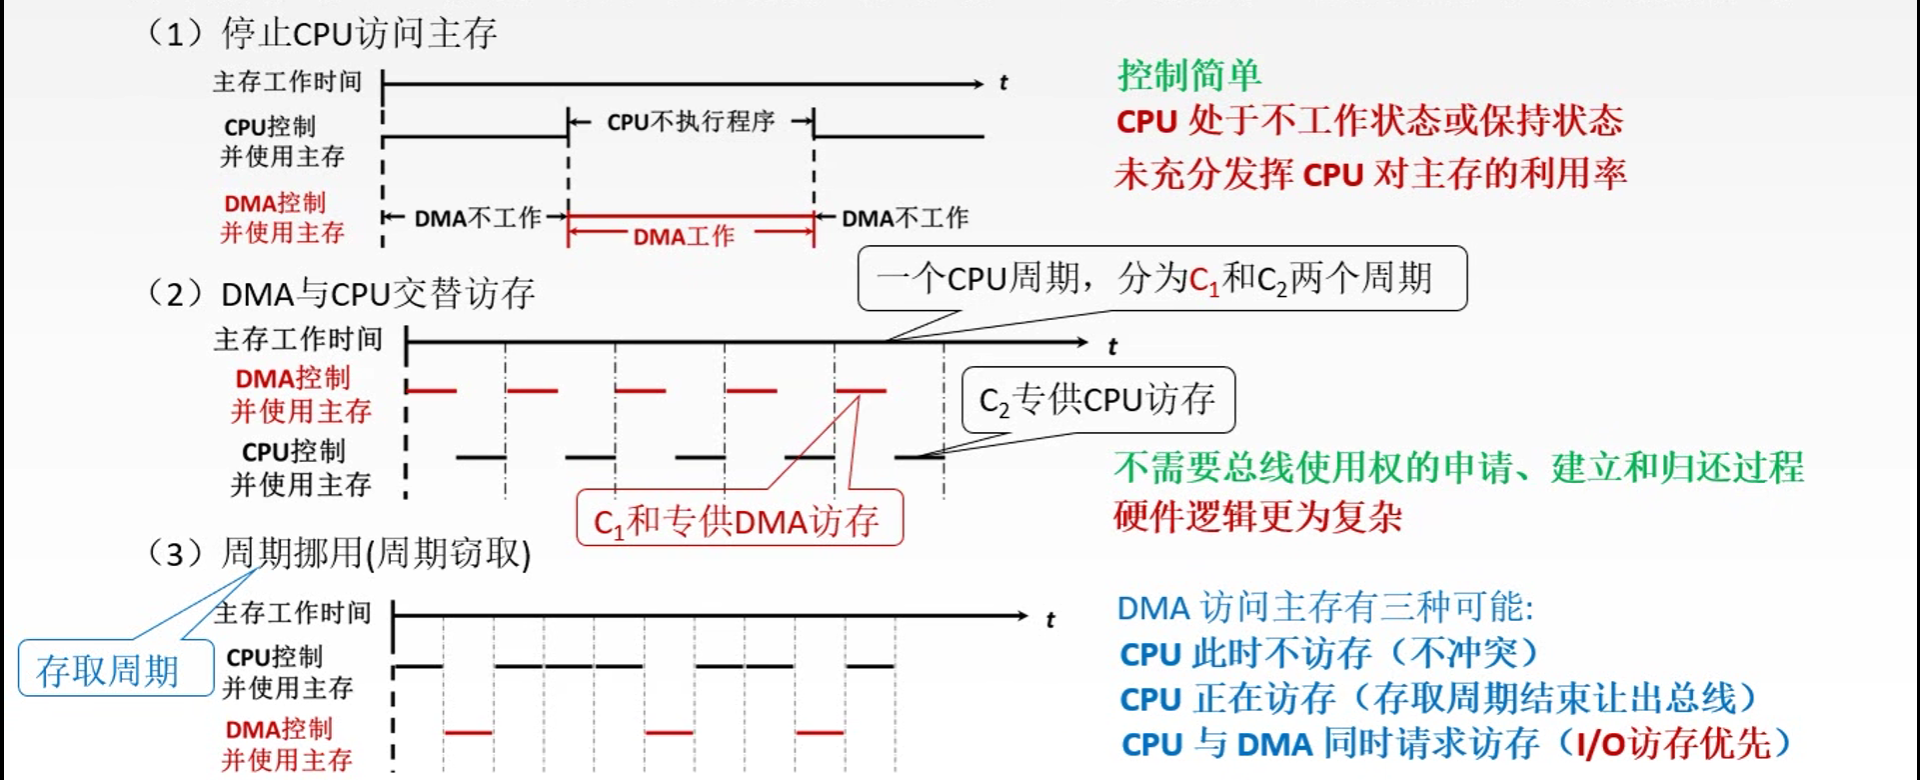 （1）停止CPU访问主存
主存工作时间
t
控制简单
CPU控制
并使用主存
CPU不执行程序
CPU 处于不工作状态或保持状态
未充分发挥 CPU 对主存的利用率
DMA控制
并使用主存
DMA不工作
DMA工作
DMA不工作
（2）DMA与CPU交替访存
一个CPU周期，分为C₁和C₂两个周期
主存工作时间
t
DMA控制
并使用主存
C₂专供CPU访存
CPU控制
并使用主存
C₁和专供DMA访存
不需要总线使用权的申请、建立和归还过程
硬件逻辑更为复杂
（3）周期挪用(周期窃取)
存取周期
主存工作时间
t
CPU控制
并使用主存
DMA控制
并使用主存
DMA 访问主存有三种可能:
CPU 此时不访存（不冲突）
CPU 正在访存（存取周期结束让出总线）
CPU 与 DMA 同时请求访存（I/O访存优先）